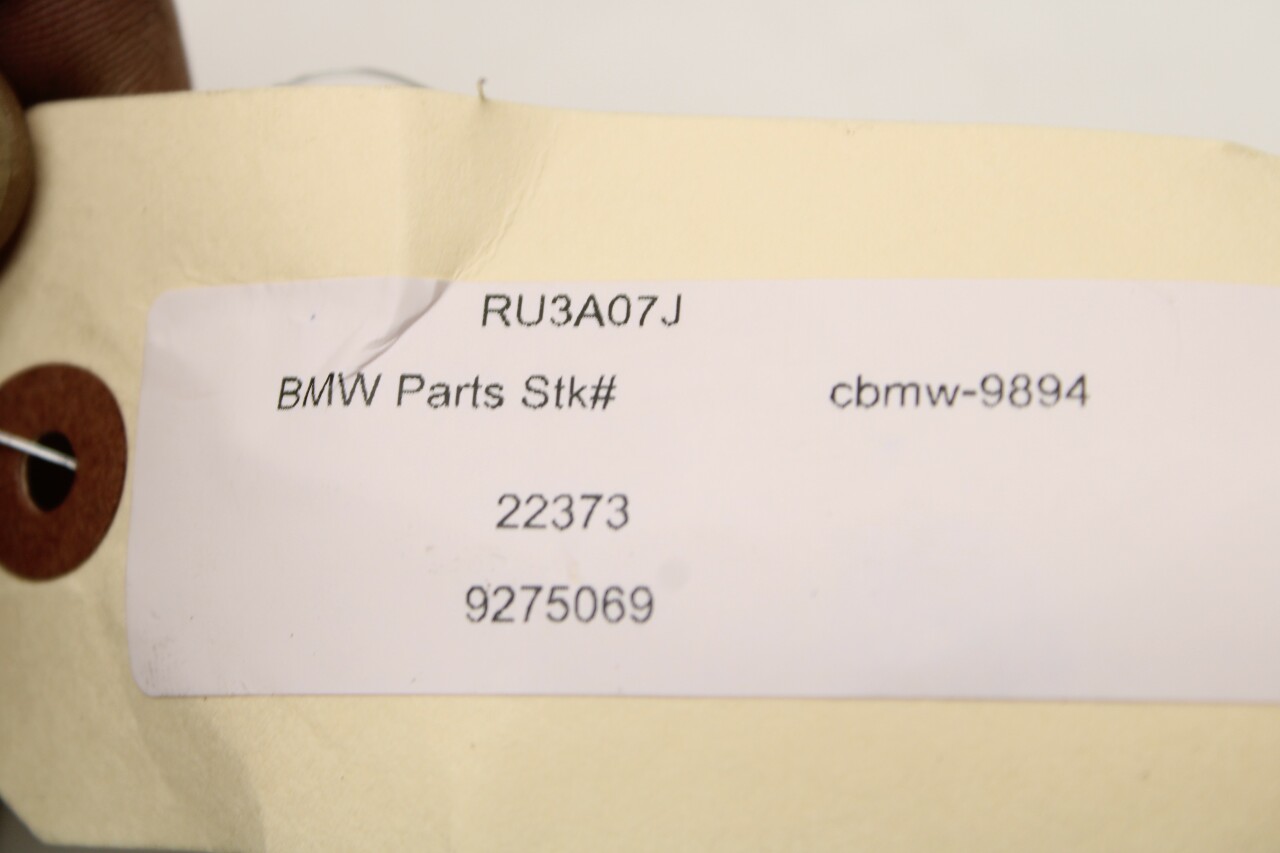 RU3A07J
BMW Parts Stk# cbmw-9894
22373
9275069